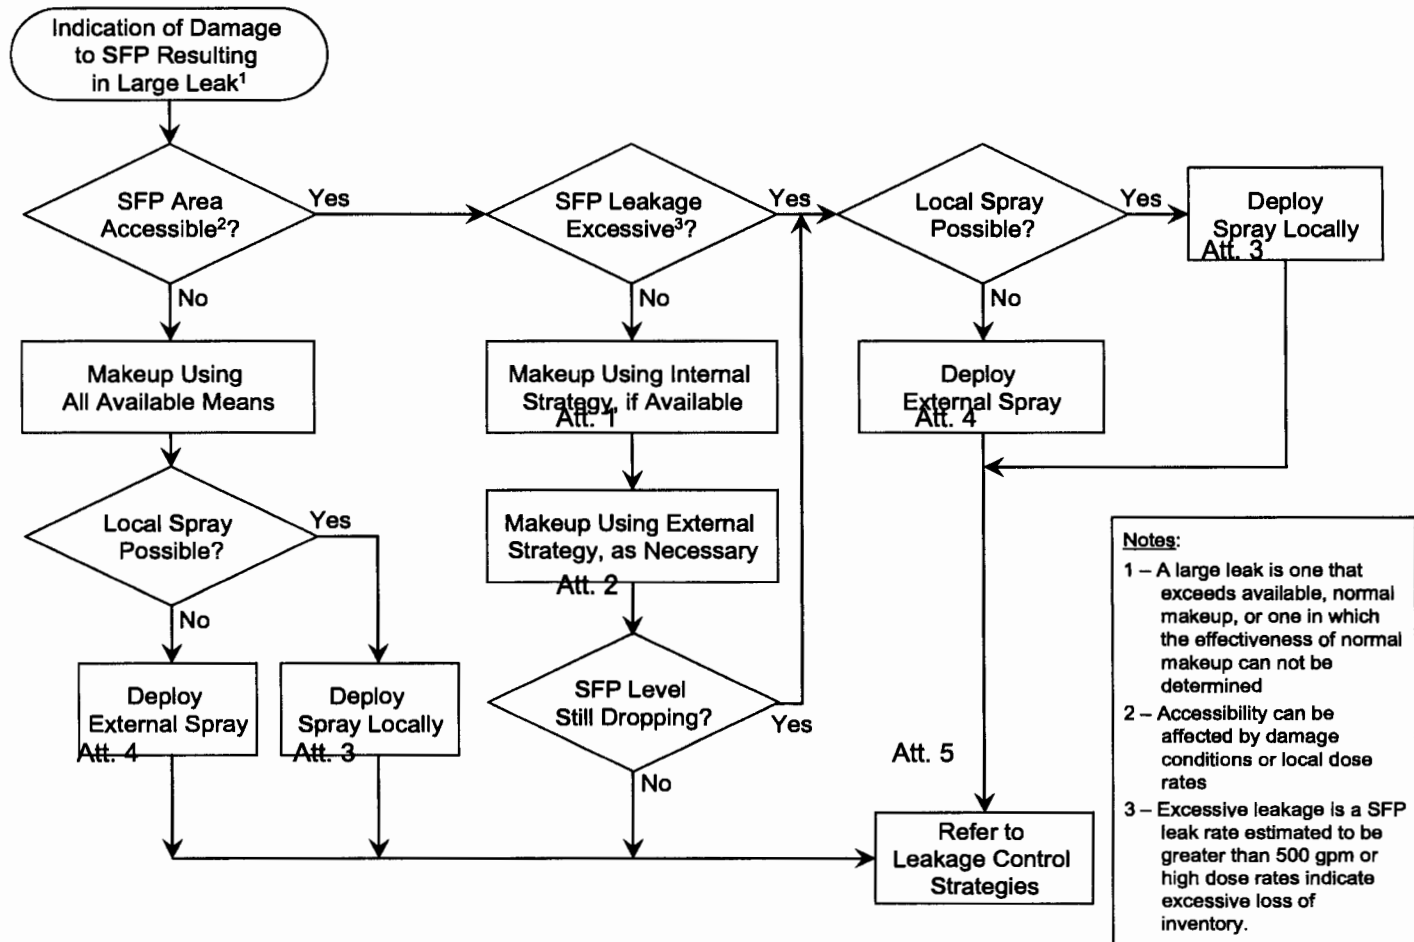 Indication of Damage
to SFP Resulting
in Large Leak¹
SFP Area
Accessible²?
Yes
No
SFP Leakage
Excessive³?
Yes
No
Local Spray
Possible?
Yes
No
Deploy
Spray Locally
Att. 3
Makeup Using
All Available Means
Makeup Using Internal
Strategy, if Available
Att. 1
Deploy
External Spray
Att. 4
Local Spray
Possible?
Yes
No
Makeup Using External
Strategy, as Necessary
Att. 2
Deploy
External Spray
Att. 4
Deploy
Spray Locally
Att. 3
SFP Level
Still Dropping?
Yes
No
Att. 5
Refer to
Leakage Control
Strategies
Notes:
1 – A large leak is one that
exceeds available, normal
makeup, or one in which
the effectiveness of normal
makeup can not be
determined
2 – Accessibility can be
affected by damage
conditions or local dose
rates
3 – Excessive leakage is a SFP
leak rate estimated to be
greater than 500 gpm or
high dose rates indicate
excessive loss of
inventory.